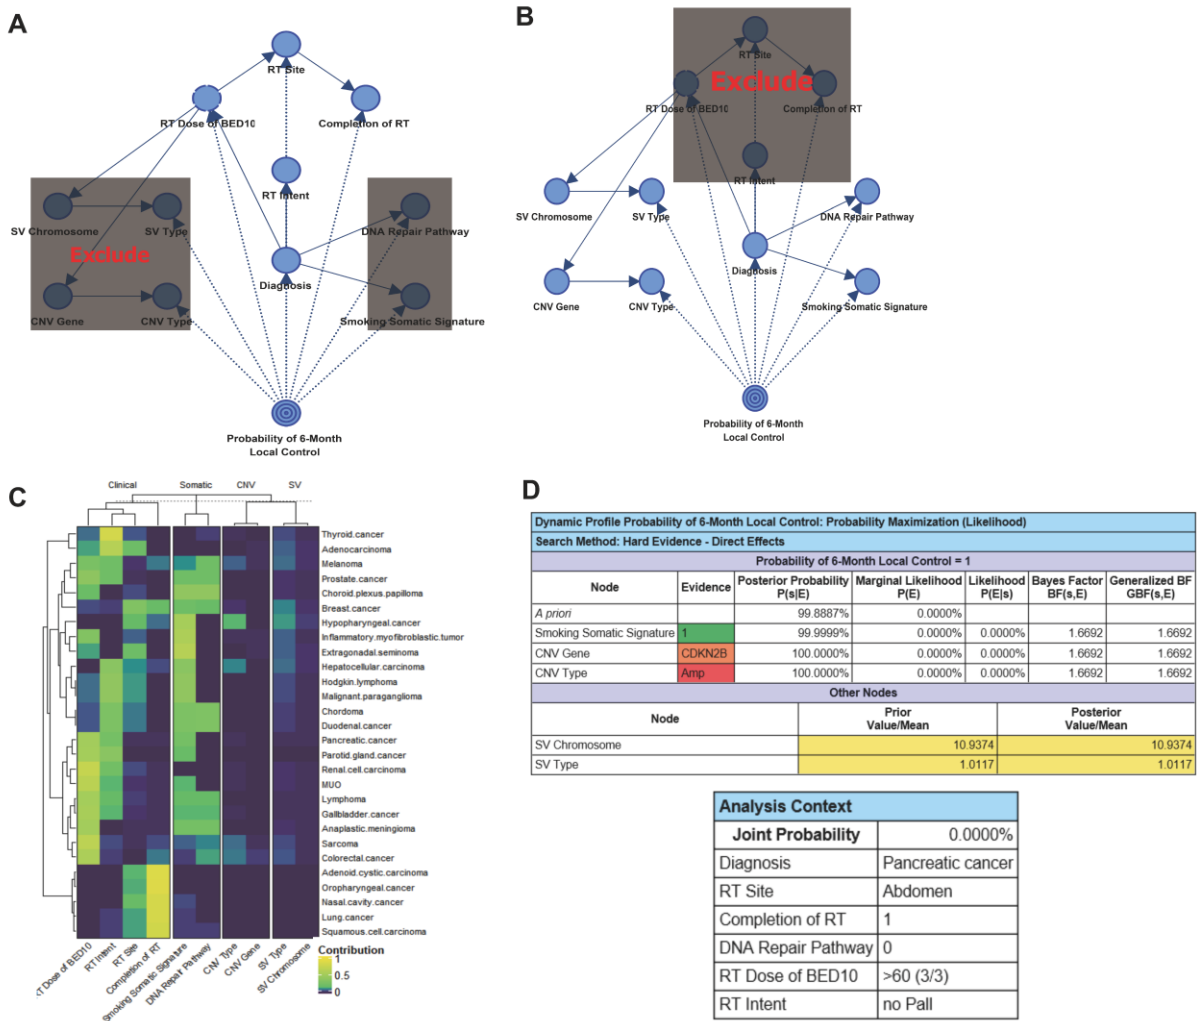 A
RT Site
RT Dose of BED10
Completion of RT
RT Intent
SV Chromosome
SV Type
DNA Repair Pathway
Exclude
Diagnosis
CNV Gene
CNV Type
Smoking Somatic Signature
Probability of 6-Month
Local Control
B
RT Site
Exclude
RT Dose of BED10
Completion of RT
RT Intent
SV Chromosome
SV Type
DNA Repair Pathway
Diagnosis
CNV Gene
CNV Type
Smoking Somatic Signature
Probability of 6-Month
Local Control
C
Clinical Somatic CNV SV
Thyroid.cancer
Adenocarcinoma
Melanoma
Prostate.cancer
Choroid.plexus.papilloma
Breast.cancer
Hypopharyngeal.cancer
Inflammatory.myofibroblastic.tumor
Extragonadal.seminoma
Hepatocellular.carcinoma
Hodgkin.lymphoma
Malignant.paraganglioma
Chordoma
Duodenal.cancer
Pancreatic.cancer
Parotid.gland.cancer
Renal.cell.carcinoma
MUO
Lymphoma
Gallbladder.cancer
Anaplastic.meningioma
Sarcoma
Colorectal.cancer
Adenoid.cystic.carcinoma
Oropharyngeal.cancer
Nasal.cavity.cancer
Lung.cancer
Squamous.cell.carcinoma
RT Dose of BED10
RT Intent
RT Site
Completion of RT
Smoking Somatic Signature
DNA Repair Pathway
CNV Type
CNV Gene
SV Type
SV Chromosome
Contribution
1
0.5
0
D
Dynamic Profile Probability of 6-Month Local Control: Probability Maximization (Likelihood)
Search Method: Hard Evidence - Direct Effects
Probability of 6-Month Local Control = 1
Node Evidence Posterior Probability P(s|E) Marginal Likelihood P(E) Likelihood P(E|s) Bayes Factor BF(s,E) Generalized BF GBF(s,E)
A priori 99.8887% 0.0000%
Smoking Somatic Signature 1 99.9999% 0.0000% 0.0000% 1.6692 1.6692
CNV Gene CDKN2B 100.0000% 0.0000% 0.0000% 1.6692 1.6692
CNV Type Amp 100.0000% 0.0000% 0.0000% 1.6692 1.6692
Other Nodes
Node Prior Value/Mean Posterior Value/Mean
SV Chromosome 10.9374 10.9374
SV Type 1.0117 1.0117
Analysis Context
Joint Probability 0.0000%
Diagnosis Pancreatic cancer
RT Site Abdomen
Completion of RT 1
DNA Repair Pathway 0
RT Dose of BED10 >60 (3/3)
RT Intent no Pall